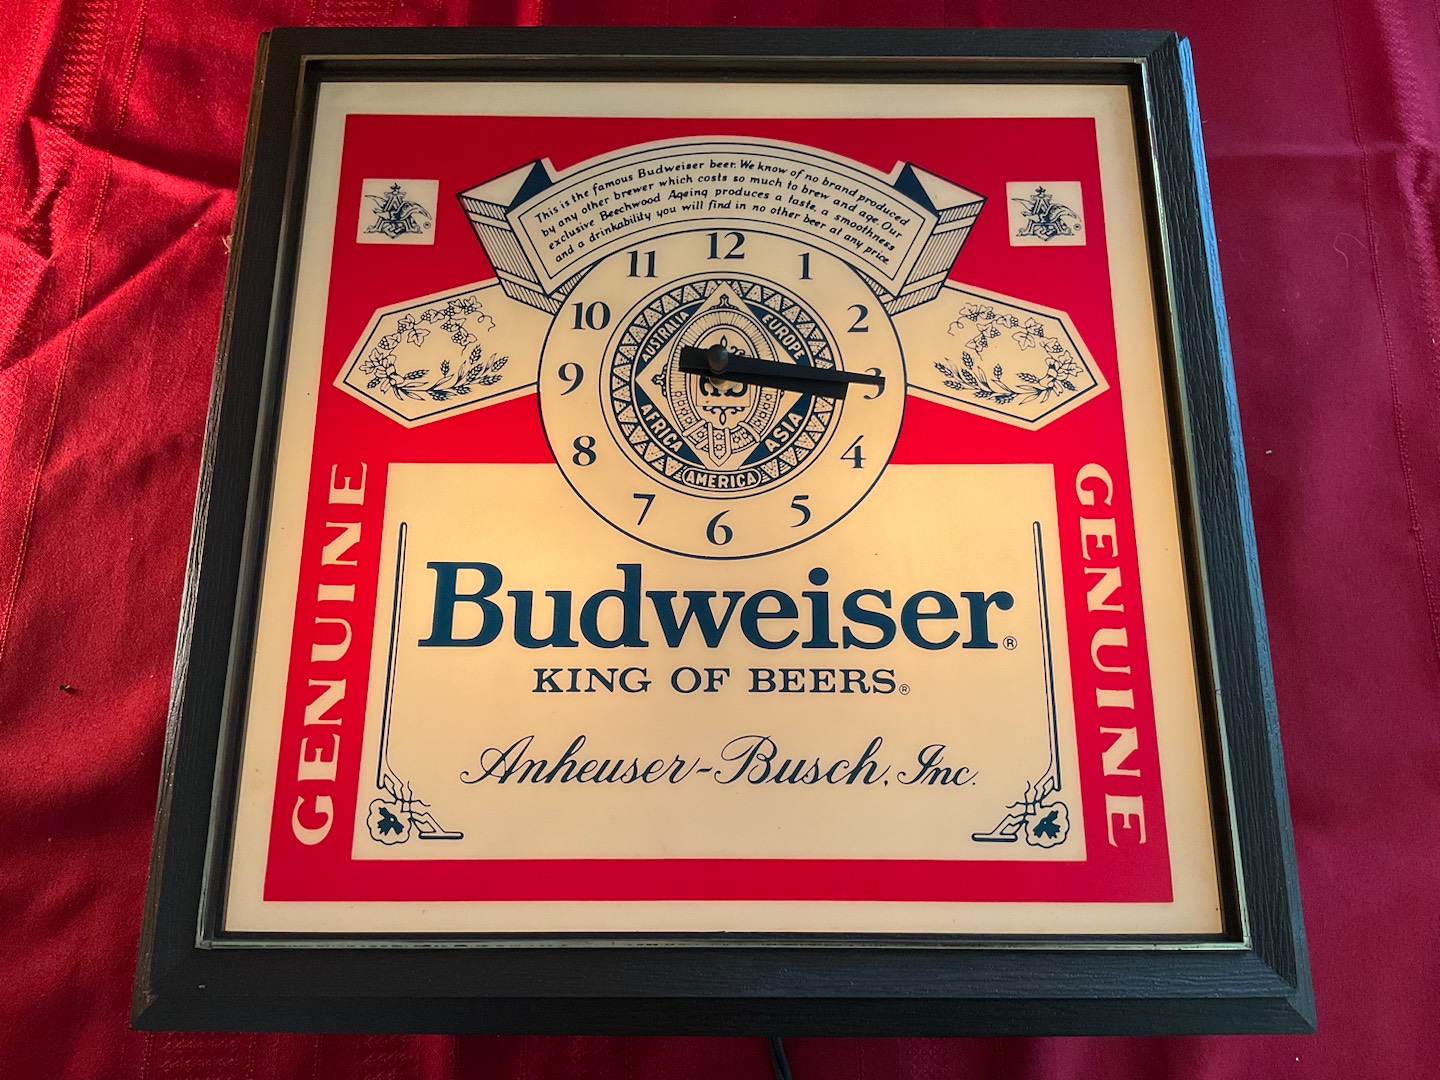 This is the famous Budweiser beer. We know of no brand produced
by any other brewer which costs so much to brew and age. Our
exclusive Beechwood Ageing produces a taste, a smoothness
and a drinkability you will find in no other beer at any price.
A
®
A
®
12
11
1
10
2
9
3
8
4
7
5
6
AUSTRALIA
EUROPE
AFRICA
ASIA
AMERICA
GENUINE
GENUINE
Budweiser®
KING OF BEERS®
Anheuser-Busch, Inc.